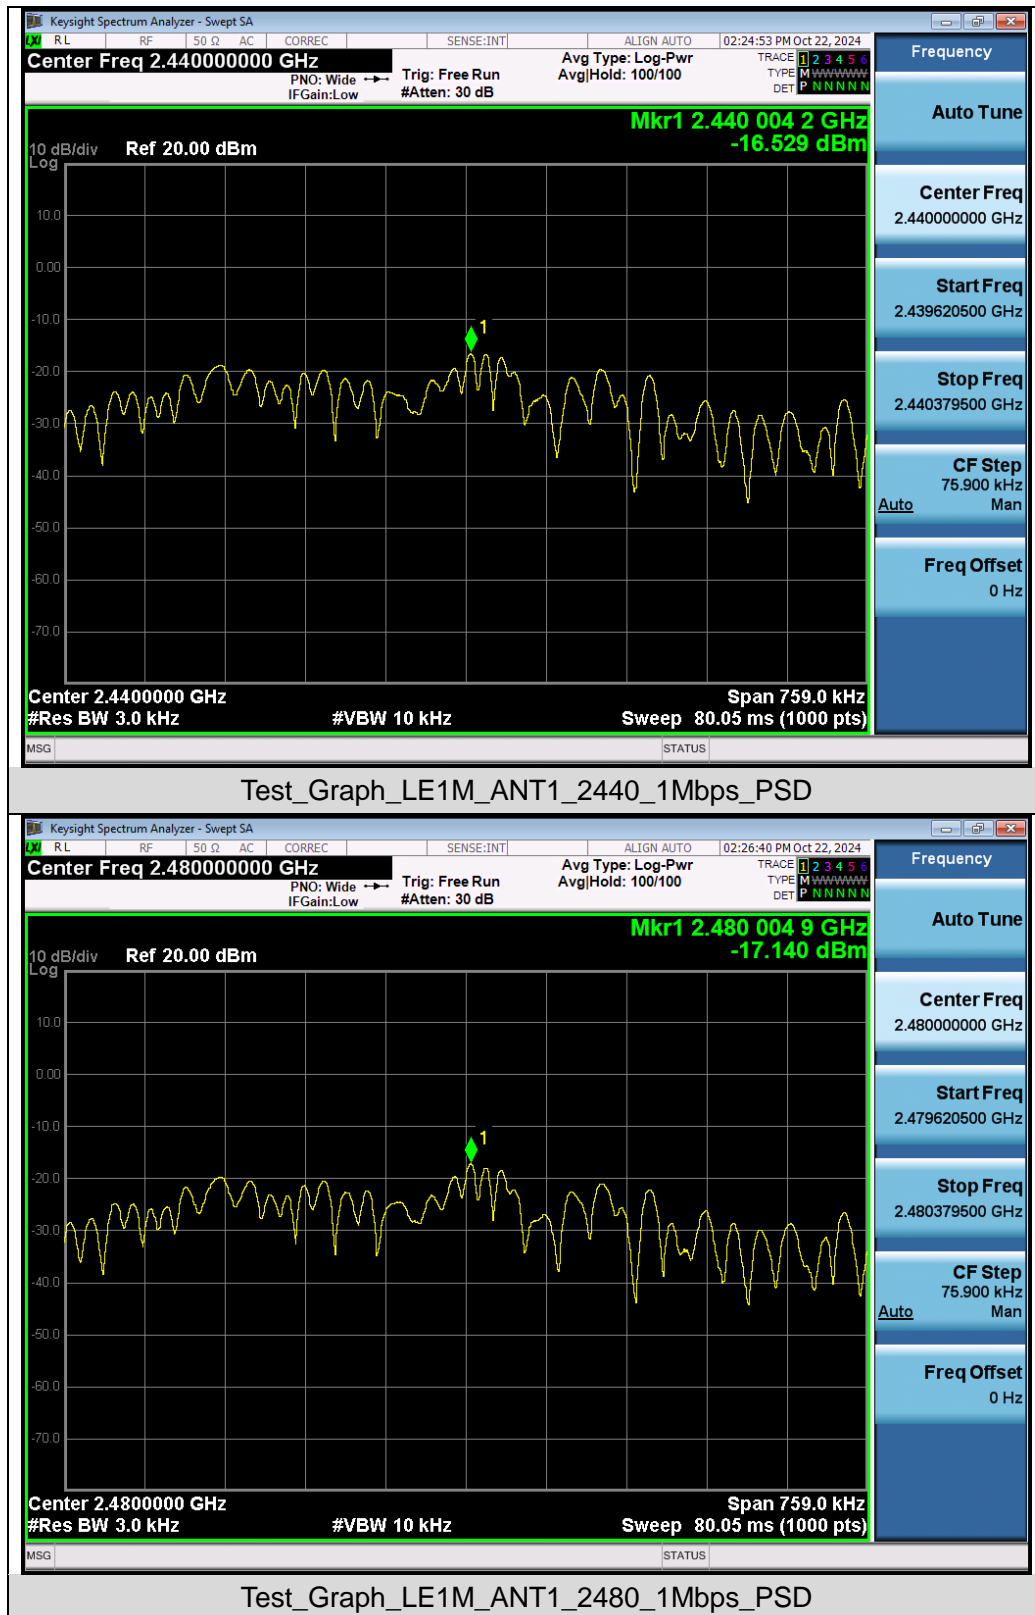 Keysight Spectrum Analyzer - Swept SA
LXI RL RF 50 Ω AC CORREC SENSE:INT ALIGN AUTO 02:24:53 PM Oct 22, 2024
Center Freq 2.440000000 GHz Avg Type: Log-Pwr TRACE 1 2 3 4 5 6
PNO: Wide Trig: Free Run Avg|Hold: 100/100 TYPE M WWWWW
IFGain:Low #Atten: 30 dB DET P N N N N N
Mkr1 2.440 004 2 GHz
10 dB/div Ref 20.00 dBm -16.529 dBm
Log
10.0
0.00
-10.0
1
-20.0
-30.0
-40.0
-50.0
-60.0
-70.0
Center 2.4400000 GHz Span 759.0 kHz
#Res BW 3.0 kHz #VBW 10 kHz Sweep 80.05 ms (1000 pts)
MSG STATUS
Frequency
Auto Tune
Center Freq
2.440000000 GHz
Start Freq
2.439620500 GHz
Stop Freq
2.440379500 GHz
CF Step
75.900 kHz
Auto Man
Freq Offset
0 Hz
Test_Graph_LE1M_ANT1_2440_1Mbps_PSD
Keysight Spectrum Analyzer - Swept SA
LXI RL RF 50 Ω AC CORREC SENSE:INT ALIGN AUTO 02:26:40 PM Oct 22, 2024
Center Freq 2.480000000 GHz Avg Type: Log-Pwr TRACE 1 2 3 4 5 6
PNO: Wide Trig: Free Run Avg|Hold: 100/100 TYPE M WWWWW
IFGain:Low #Atten: 30 dB DET P N N N N N
Mkr1 2.480 004 9 GHz
10 dB/div Ref 20.00 dBm -17.140 dBm
Log
10.0
0.00
-10.0
1
-20.0
-30.0
-40.0
-50.0
-60.0
-70.0
Center 2.4800000 GHz Span 759.0 kHz
#Res BW 3.0 kHz #VBW 10 kHz Sweep 80.05 ms (1000 pts)
MSG STATUS
Frequency
Auto Tune
Center Freq
2.480000000 GHz
Start Freq
2.479620500 GHz
Stop Freq
2.480379500 GHz
CF Step
75.900 kHz
Auto Man
Freq Offset
0 Hz
Test_Graph_LE1M_ANT1_2480_1Mbps_PSD